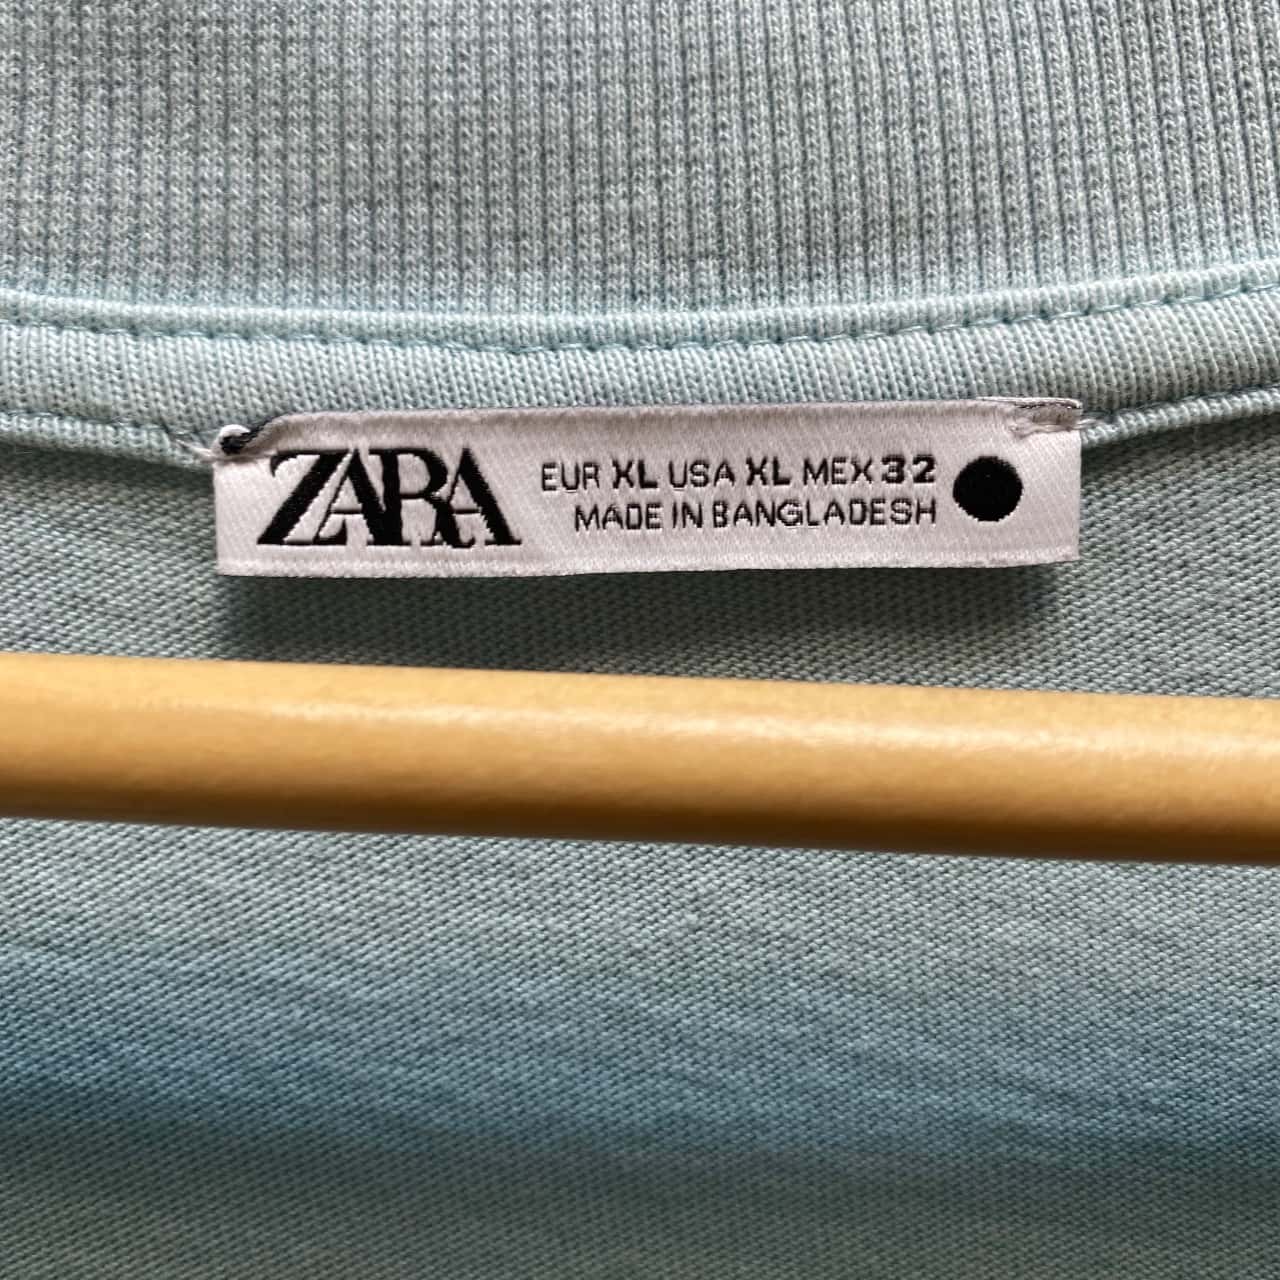 ZARA
EUR XL USA XL MEX 32
MADE IN BANGLADESH